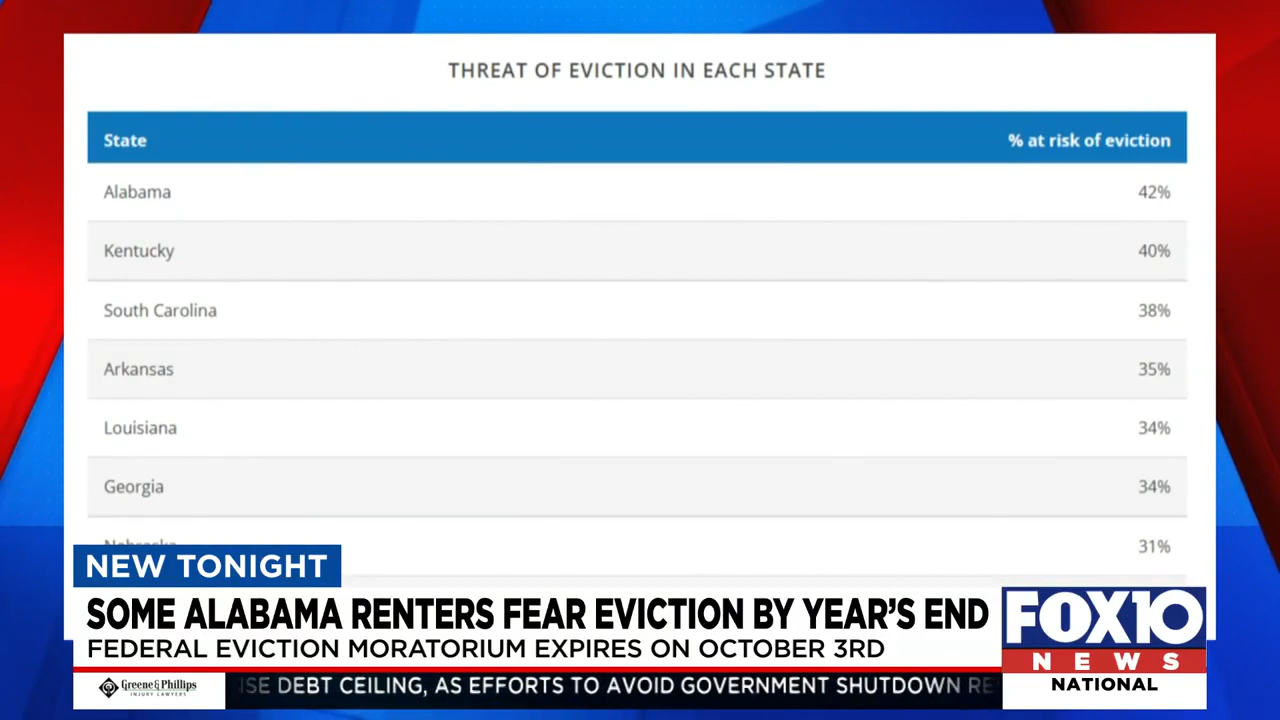 THREAT OF EVICTION IN EACH STATE
State % at risk of eviction
Alabama 42%
Kentucky 40%
South Carolina 38%
Arkansas 35%
Louisiana 34%
Georgia 34%
31%
NEW TONIGHT
SOME ALABAMA RENTERS FEAR EVICTION BY YEAR'S END
FEDERAL EVICTION MORATORIUM EXPIRES ON OCTOBER 3RD
FOX10
NEWS
NATIONAL
Greene & Phillips
INJURY LAWYERS
DEBT CEILING, AS EFFORTS TO AVOID GOVERNMENT SHUTDOWN